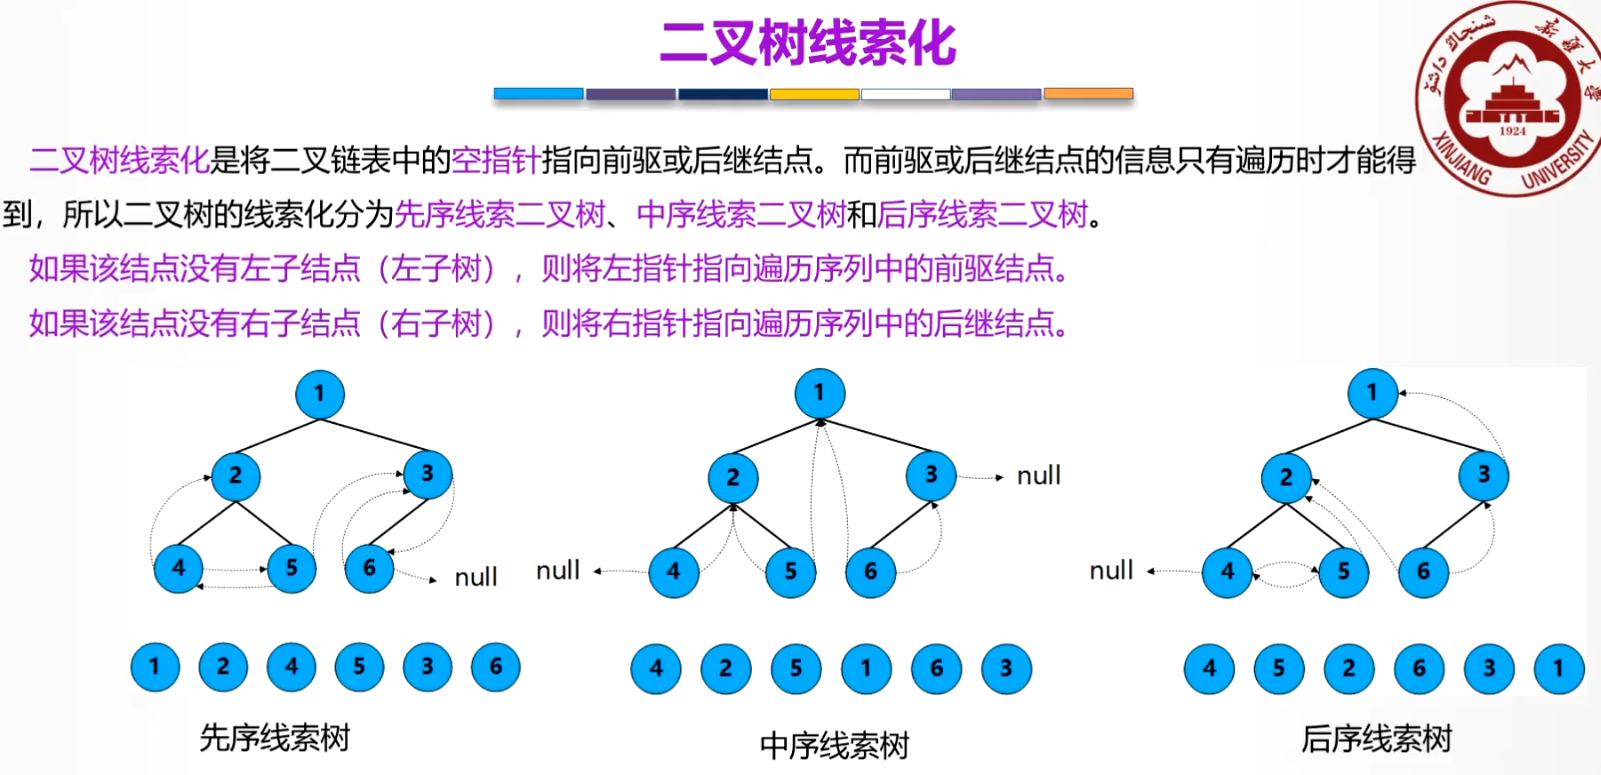 二叉树线索化
شىنجاڭ داشۆ
新疆大学
1924
XINJIANG UNIVERSITY
二叉树线索化是将二叉链表中的空指针指向前驱或后继结点。而前驱或后继结点的信息只有遍历时才能得
到，所以二叉树的线索化分为先序线索二叉树、中序线索二叉树和后序线索二叉树。
如果该结点没有左子结点（左子树），则将左指针指向遍历序列中的前驱结点。
如果该结点没有右子结点（右子树），则将右指针指向遍历序列中的后继结点。
1
2 3
4 5 6 null
1 2 4 5 3 6
先序线索树
1
2 3 null
null 4 5 6
4 2 5 1 6 3
中序线索树
1
2 3
null 4 5 6
4 5 2 6 3 1
后序线索树